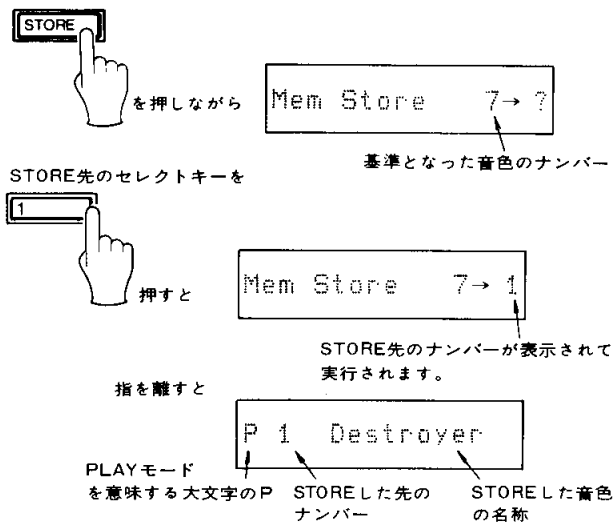 STORE
を押しながら
Mem Store 7→ ?
基準となった音色のナンバー
STORE先のセレクトキーを
1
押すと
Mem Store 7→ 1
STORE先のナンバーが表示されて
実行されます。
指を離すと
P 1 Destroyer
PLAYモード
を意味する大文字のP
STOREした先の
ナンバー
STOREした音色
の名称